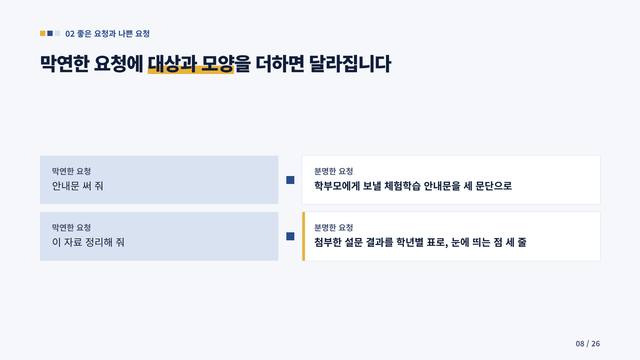 02 좋은 요청과 나쁜 요청
막연한 요청에 대상과 모양을 더하면 달라집니다
막연한 요청
안내문 써 줘
분명한 요청
학부모에게 보낼 체험학습 안내문을 세 문단으로
막연한 요청
이 자료 정리해 줘
분명한 요청
첨부한 설문 결과를 학년별 표로, 눈에 띄는 점 세 줄
08 / 26